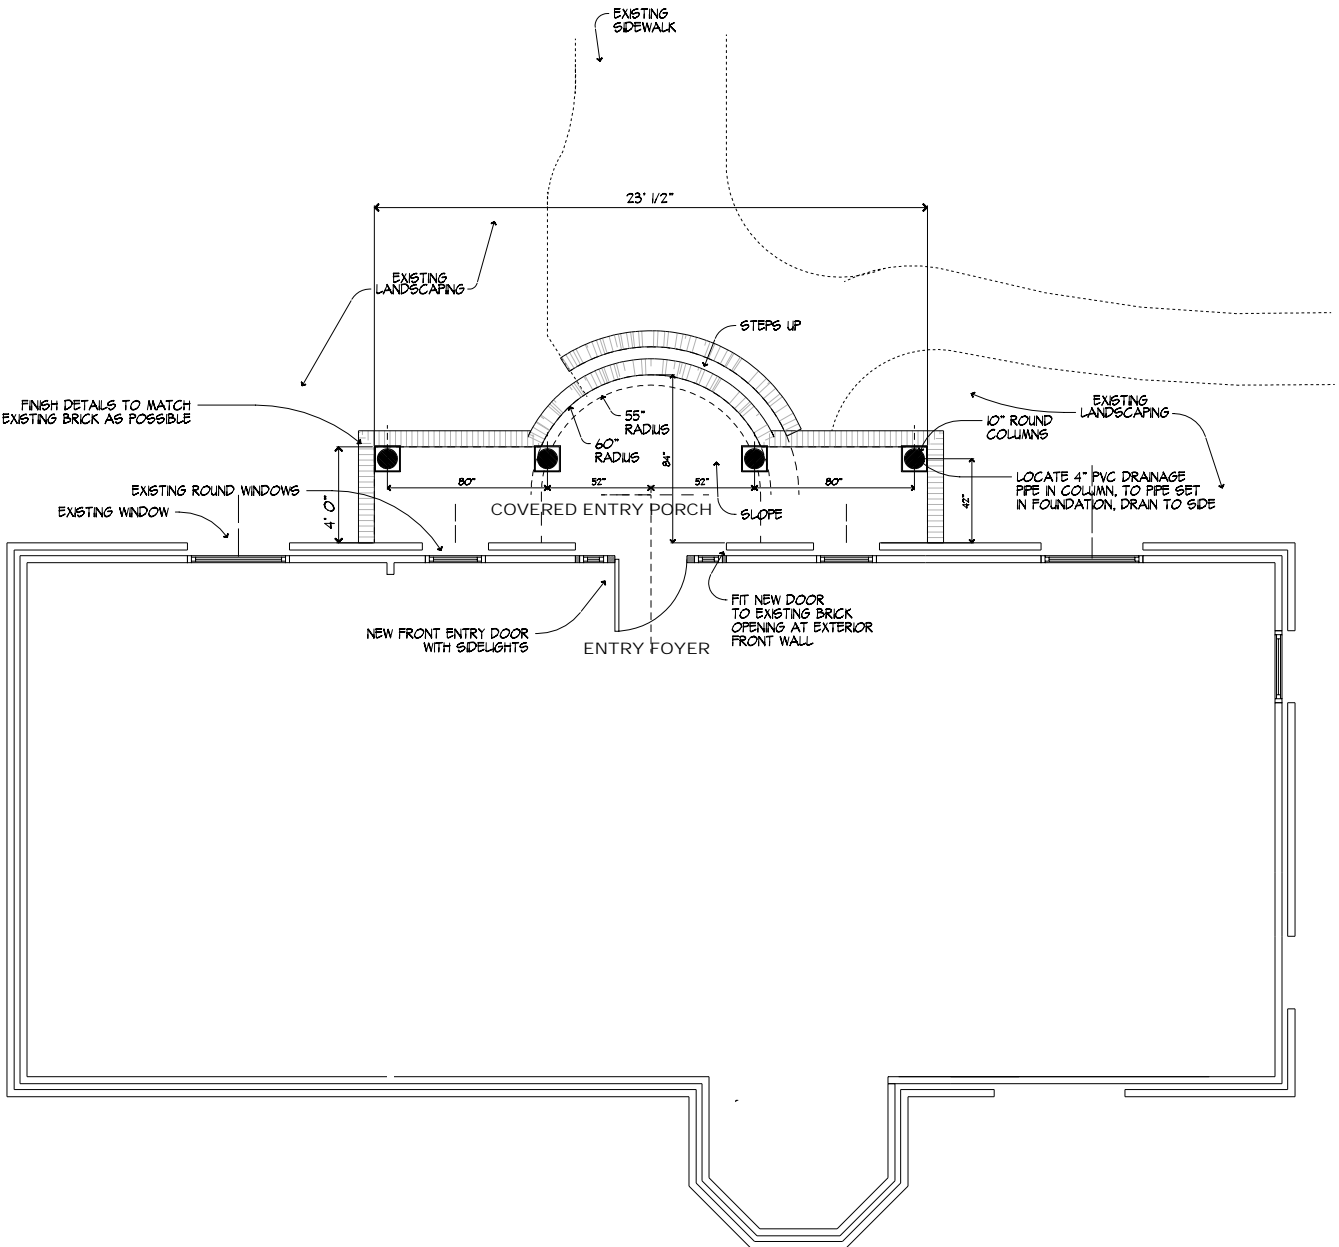 EXISTING
SIDEWALK
23' 1/2"
EXISTING
LANDSCAPING
STEPS UP
FINISH DETAILS TO MATCH
EXISTING BRICK AS POSSIBLE
55"
RADIUS
60"
RADIUS
84"
10" ROUND
COLUMNS
EXISTING
LANDSCAPING
LOCATE 4" PVC DRAINAGE
PIPE IN COLUMN, TO PIPE SET
IN FOUNDATION, DRAIN TO SIDE
80"
52"
52"
80"
42"
4' 0"
EXISTING ROUND WINDOWS
EXISTING WINDOW
COVERED ENTRY PORCH
SLOPE
FIT NEW DOOR
TO EXISTING BRICK
OPENING AT EXTERIOR
FRONT WALL
NEW FRONT ENTRY DOOR
WITH SIDELIGHTS
ENTRY FOYER